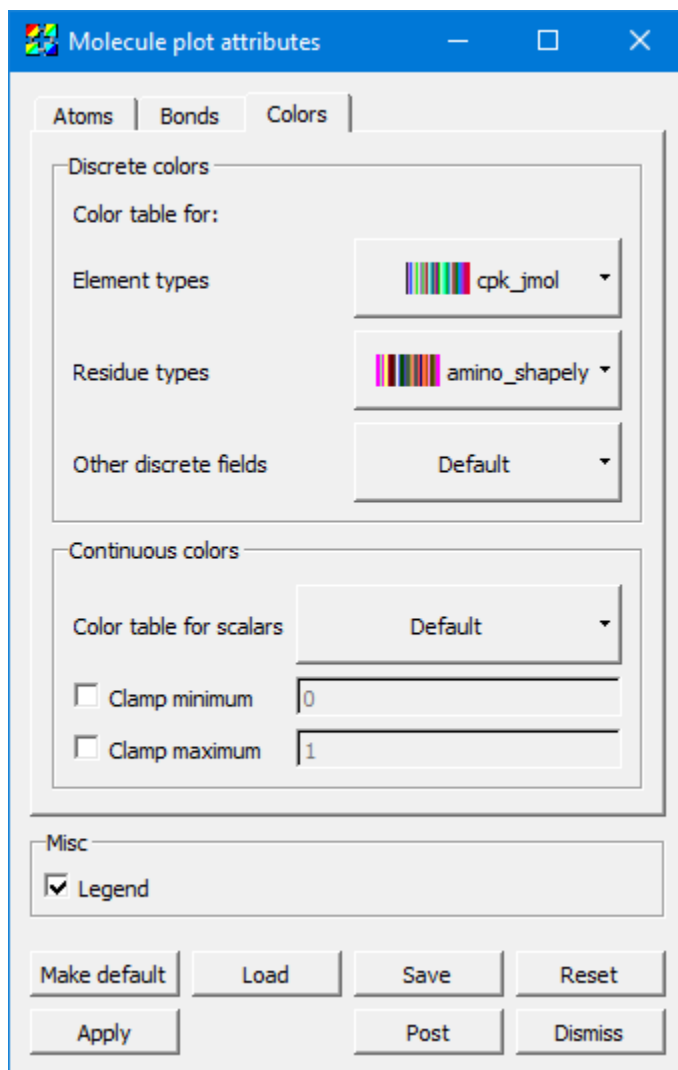 Molecule plot attributes
Atoms Bonds Colors
Discrete colors
Color table for:
Element types cpk_jmol
Residue types amino_shapely
Other discrete fields Default
Continuous colors
Color table for scalars Default
Clamp minimum 0
Clamp maximum 1
Misc
Legend
Make default Load Save Reset
Apply Post Dismiss